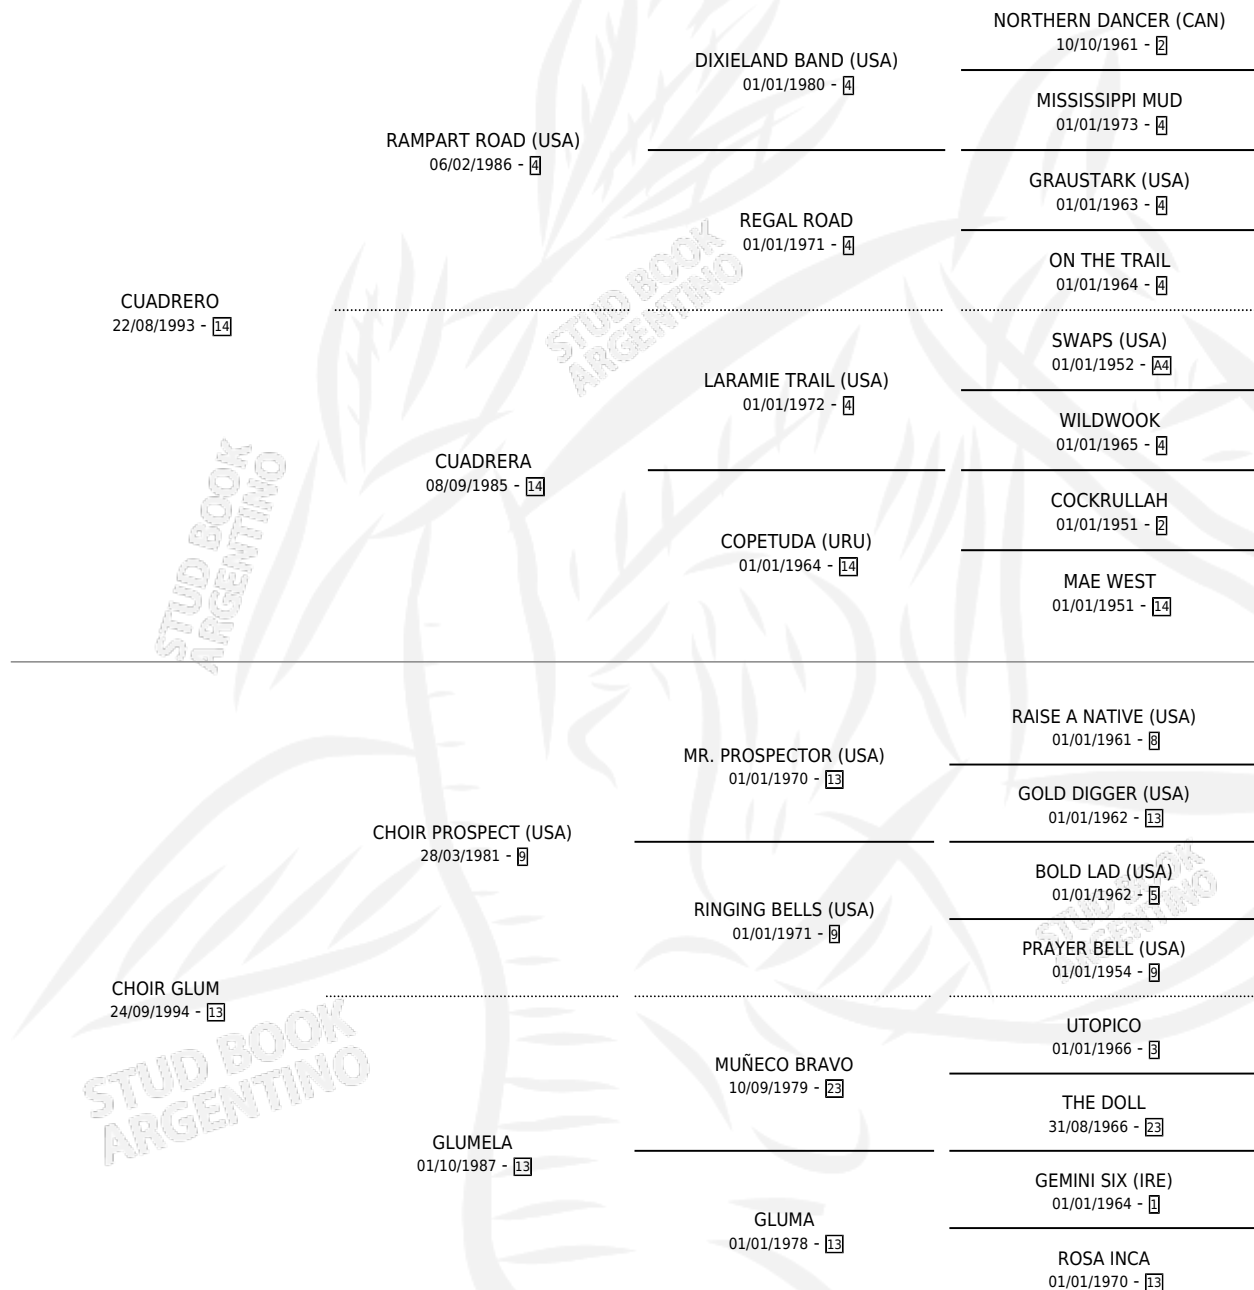 NORTHERN DANCER (CAN)
10/10/1961 - 2
DIXIELAND BAND (USA)
01/01/1980 - 4
MISSISSIPPI MUD
01/01/1973 - 4
RAMPART ROAD (USA)
06/02/1986 - 4
GRAUSTARK (USA)
01/01/1963 - 4
REGAL ROAD
01/01/1971 - 4
ON THE TRAIL
01/01/1964 - 4
CUADRERO
22/08/1993 - 14
SWAPS (USA)
01/01/1952 - A4
LARAMIE TRAIL (USA)
01/01/1972 - 4
WILDWOOK
01/01/1965 - 4
CUADRERA
08/09/1985 - 14
COCKRULLAH
01/01/1951 - 2
COPETUDA (URU)
01/01/1964 - 14
MAE WEST
01/01/1951 - 14
RAISE A NATIVE (USA)
01/01/1961 - 8
MR. PROSPECTOR (USA)
01/01/1970 - 13
GOLD DIGGER (USA)
01/01/1962 - 13
CHOIR PROSPECT (USA)
28/03/1981 - 9
BOLD LAD (USA)
01/01/1962 - 5
RINGING BELLS (USA)
01/01/1971 - 9
PRAYER BELL (USA)
01/01/1954 - 9
CHOIR GLUM
24/09/1994 - 13
UTOPICO
01/01/1966 - 3
MUÑECO BRAVO
10/09/1979 - 23
THE DOLL
31/08/1966 - 23
GLUMELA
01/10/1987 - 13
GEMINI SIX (IRE)
01/01/1964 - 1
GLUMA
01/01/1978 - 13
ROSA INCA
01/01/1970 - 13
STUD BOOK
ARGENTINO
STUD BOOK
ARGENTINO
STUD BOOK
ARGENTINO
STUD BOOK
ARGENTINO